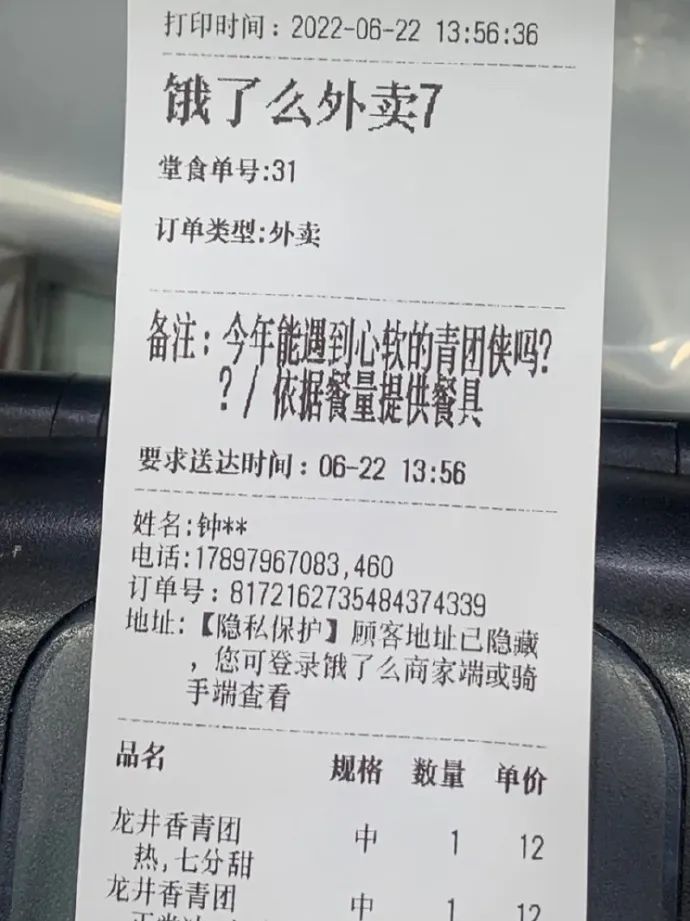 打印时间：2022-06-22 13:56:36
饿了么外卖7
堂食单号:31
订单类型:外卖
备注：今年能遇到心软的青团侠吗?
?/ 依据餐量提供餐具
要求送达时间：06-22 13:56
姓名:钟**
电话:17897967083,460
订单号：8172162735484374339
地址:【隐私保护】顾客地址已隐藏
，您可登录饿了么商家端或骑
手端查看
品名 规格 数量 单价
龙井香青团 中 1 12
热,七分甜
龙井香青团 中 1 12